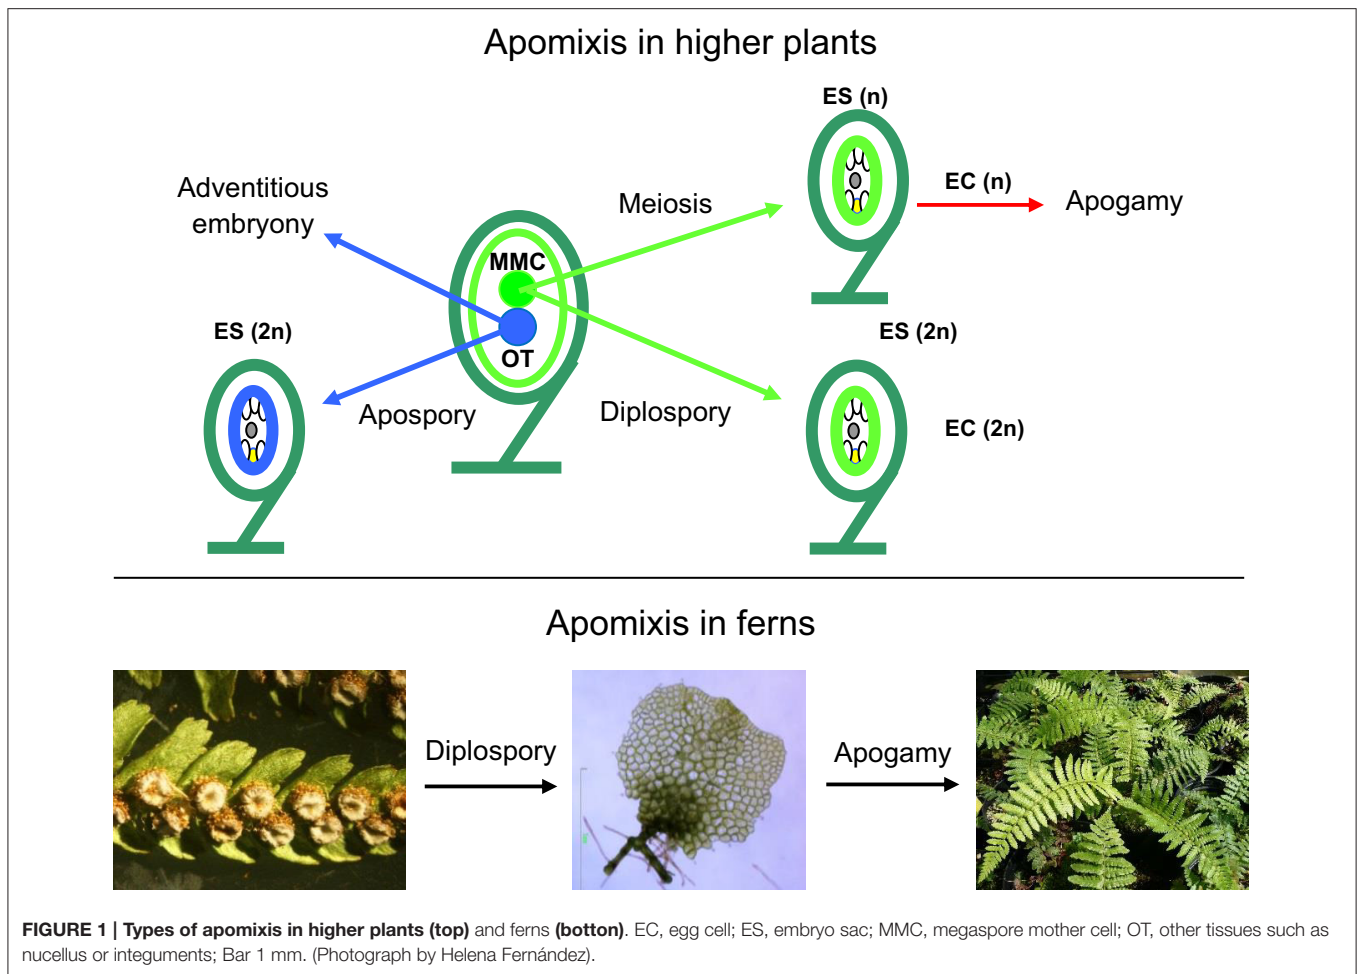 Apomixis in higher plants
ES (n)
Adventitious
embryony
Meiosis
EC (n)
Apogamy
MMC
OT
ES (2n)
ES (2n)
Apospory
Diplospory
EC (2n)
Apomixis in ferns
Diplospory
Apogamy
FIGURE 1 | Types of apomixis in higher plants (top) and ferns (botton). EC, egg cell; ES, embryo sac; MMC, megaspore mother cell; OT, other tissues such as
nucellus or integuments; Bar 1 mm. (Photograph by Helena Fernández).